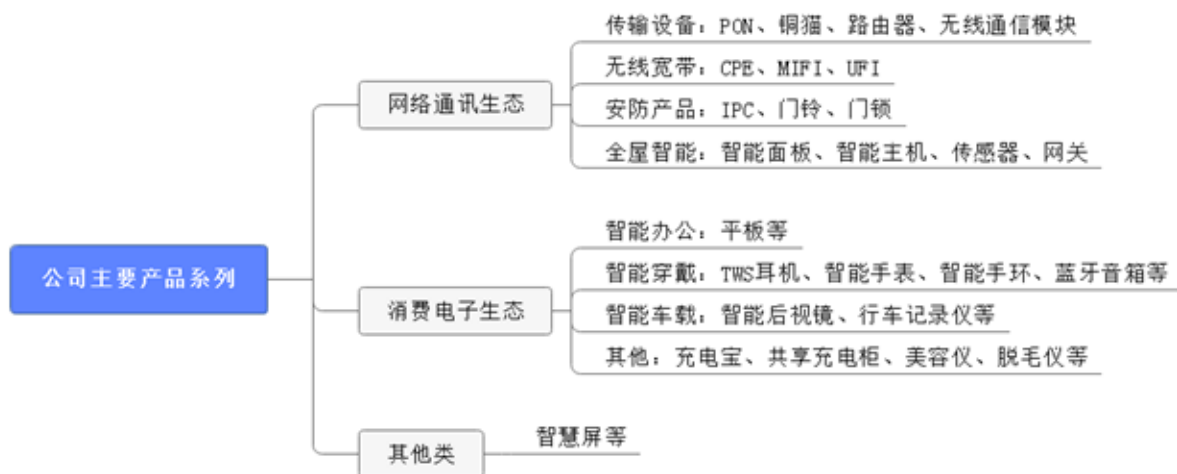 公司主要产品系列
网络通讯生态
传输设备：PON、铜猫、路由器、无线通信模块
无线宽带：CPE、MIFI、UFI
安防产品：IPC、门铃、门锁
全屋智能：智能面板、智能主机、传感器、网关
消费电子生态
智能办公：平板等
智能穿戴：TWS耳机、智能手表、智能手环、蓝牙音箱等
智能车载：智能后视镜、行车记录仪等
其他：充电宝、共享充电柜、美容仪、脱毛仪等
其他类
智慧屏等